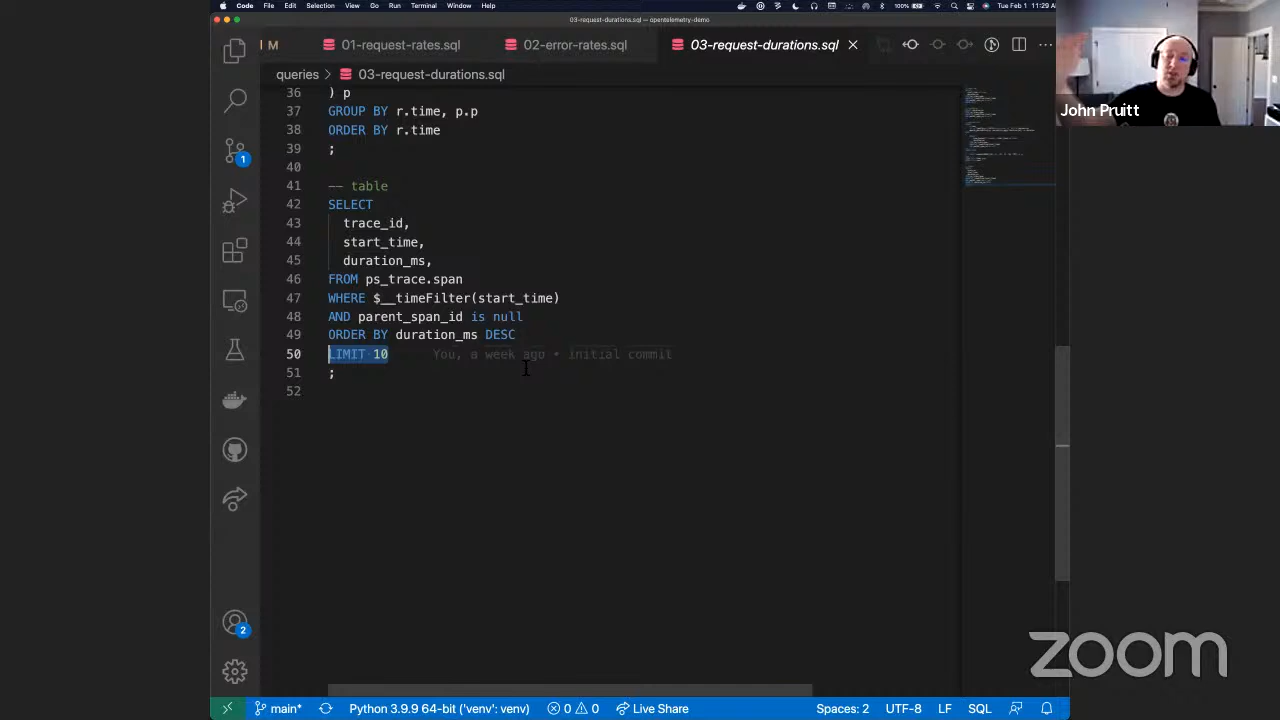 Code File Edit Selection View Go Run Terminal Window Help 100% Tue Feb 1 11:29 AM
03-request-durations.sql — opentelemetry-demo
M 01-request-rates.sql 02-error-rates.sql 03-request-durations.sql
queries > 03-request-durations.sql
36 ) p
37 GROUP BY r.time, p.p
38 ORDER BY r.time
39 ;
40
41 -- table
42 SELECT
43 trace_id,
44 start_time,
45 duration_ms,
46 FROM ps_trace.span
47 WHERE $__timeFilter(start_time)
48 AND parent_span_id is null
49 ORDER BY duration_ms DESC
50 LIMIT 10 You, a week ago • initial commit
51 ;
52
1
2
John Pruitt
zoom
main* Python 3.9.9 64-bit ('venv': venv) 0 0 Live Share Spaces: 2 UTF-8 LF SQL